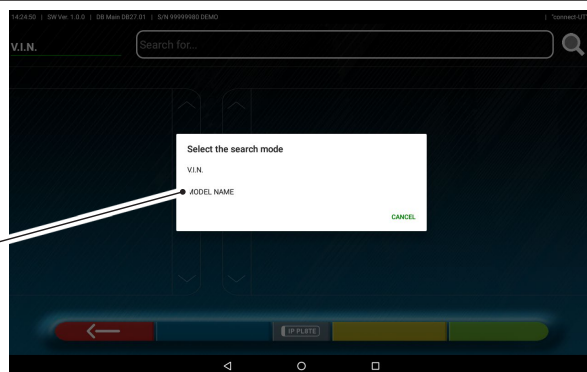 14:24:50 | SW Ver. 1.0.0 | DB Main DB27.01 | S/N 99999980 DEMO | "connect-UT"
V.I.N.
Search for...
Select the search mode
V.I.N.
MODEL NAME
CANCEL
IP PLATE